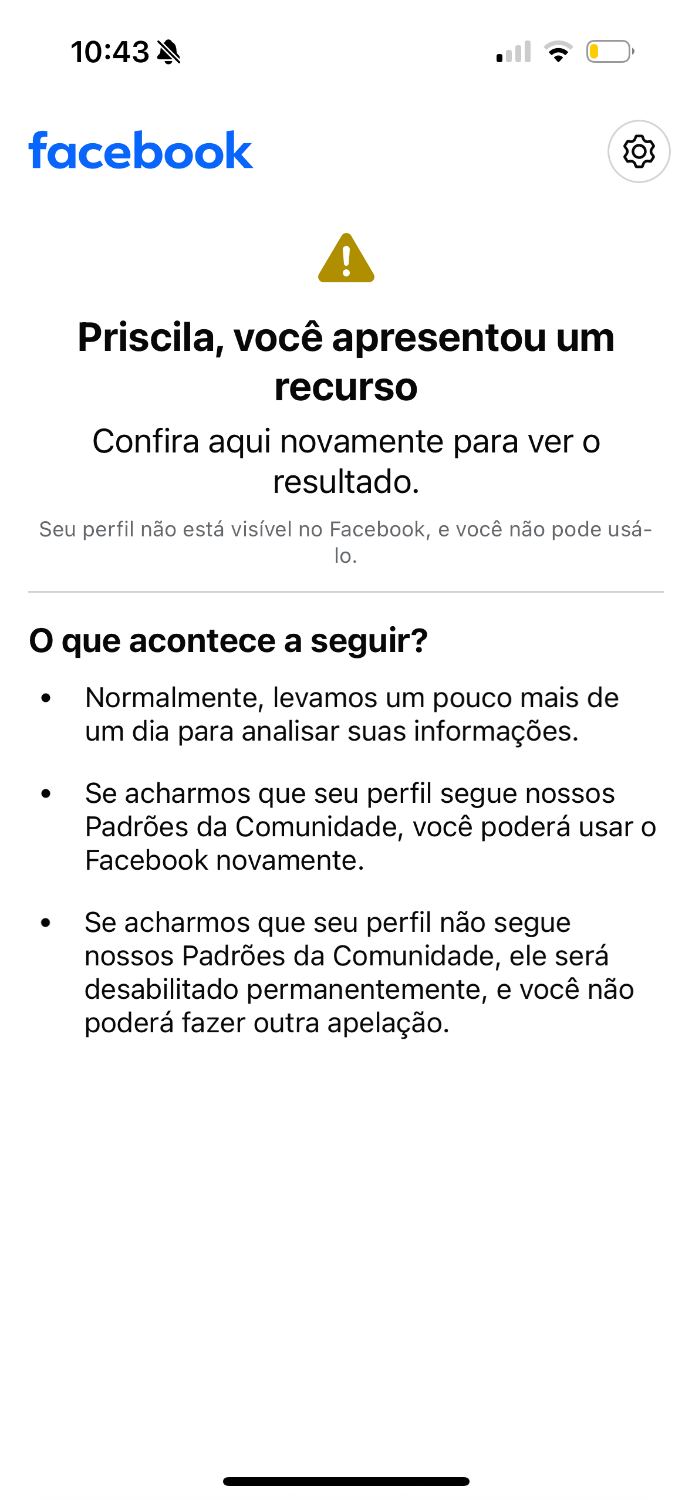 10:43
facebook
Priscila, você apresentou um
recurso
Confira aqui novamente para ver o
resultado.
Seu perfil não está visível no Facebook, e você não pode usá-
lo.
O que acontece a seguir?
• Normalmente, levamos um pouco mais de
um dia para analisar suas informações.
• Se acharmos que seu perfil segue nossos
Padrões da Comunidade, você poderá usar o
Facebook novamente.
• Se acharmos que seu perfil não segue
nossos Padrões da Comunidade, ele será
desabilitado permanentemente, e você não
poderá fazer outra apelação.